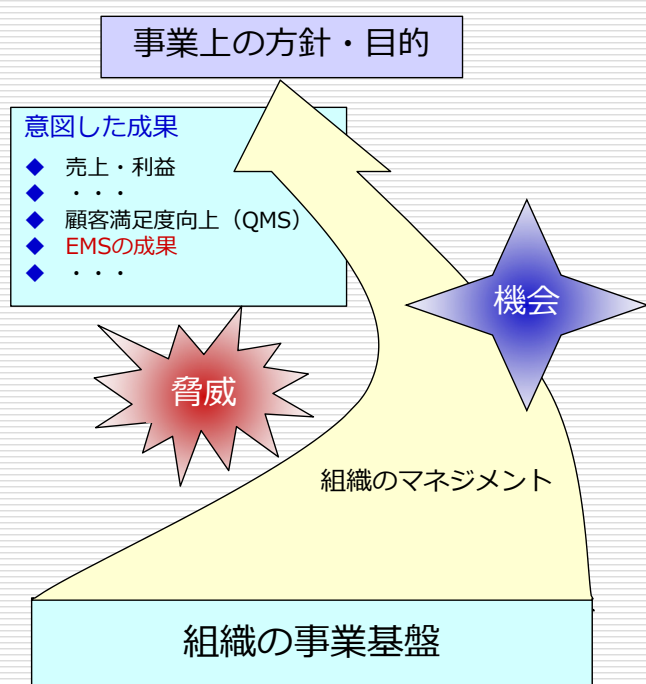 事業上の方針・目的
意図した成果
◆ 売上・利益
◆ ・・・
◆ 顧客満足度向上（QMS）
◆ EMSの成果
◆ ・・・
機会
脅威
組織のマネジメント
組織の事業基盤